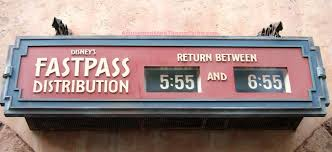 DISNEY'S
FASTPASS
DISTRIBUTION
RETURN BETWEEN
5:55 AND 6:55